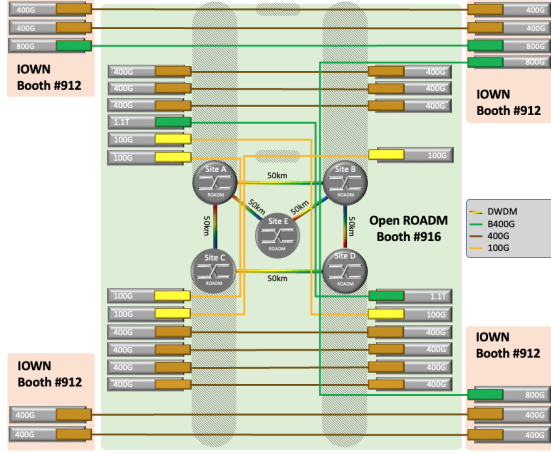 400G
400G
400G
400G
800G
800G
800G
IOWN
Booth #912
IOWN
Booth #912
400G
400G
400G
400G
400G
400G
1.1T
100G
100G
100G
Site A
ROADM
50km
Site B
ROADM
50km
50km
Site E
ROADM
50km
50km
Open ROADM
Booth #916
DWDM
B400G
400G
100G
Site C
ROADM
50km
Site D
ROADM
100G
1.1T
100G
100G
400G
400G
400G
400G
400G
400G
400G
400G
IOWN
Booth #912
IOWN
Booth #912
800G
400G
400G
400G
400G